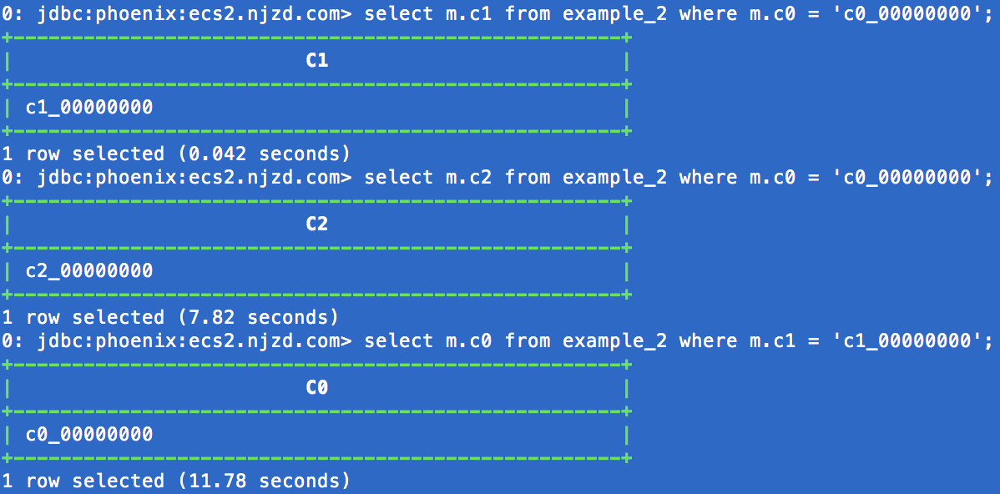 0: jdbc:phoenix:ecs2.njzd.com> select m.c1 from example_2 where m.c0 = 'c0_00000000';
+----------------------------------------------------+
| C1 |
+----------------------------------------------------+
| c1_00000000 |
+----------------------------------------------------+
1 row selected (0.042 seconds)
0: jdbc:phoenix:ecs2.njzd.com> select m.c2 from example_2 where m.c0 = 'c0_00000000';
+----------------------------------------------------+
| C2 |
+----------------------------------------------------+
| c2_00000000 |
+----------------------------------------------------+
1 row selected (7.82 seconds)
0: jdbc:phoenix:ecs2.njzd.com> select m.c0 from example_2 where m.c1 = 'c1_00000000';
+----------------------------------------------------+
| C0 |
+----------------------------------------------------+
| c0_00000000 |
+----------------------------------------------------+
1 row selected (11.78 seconds)